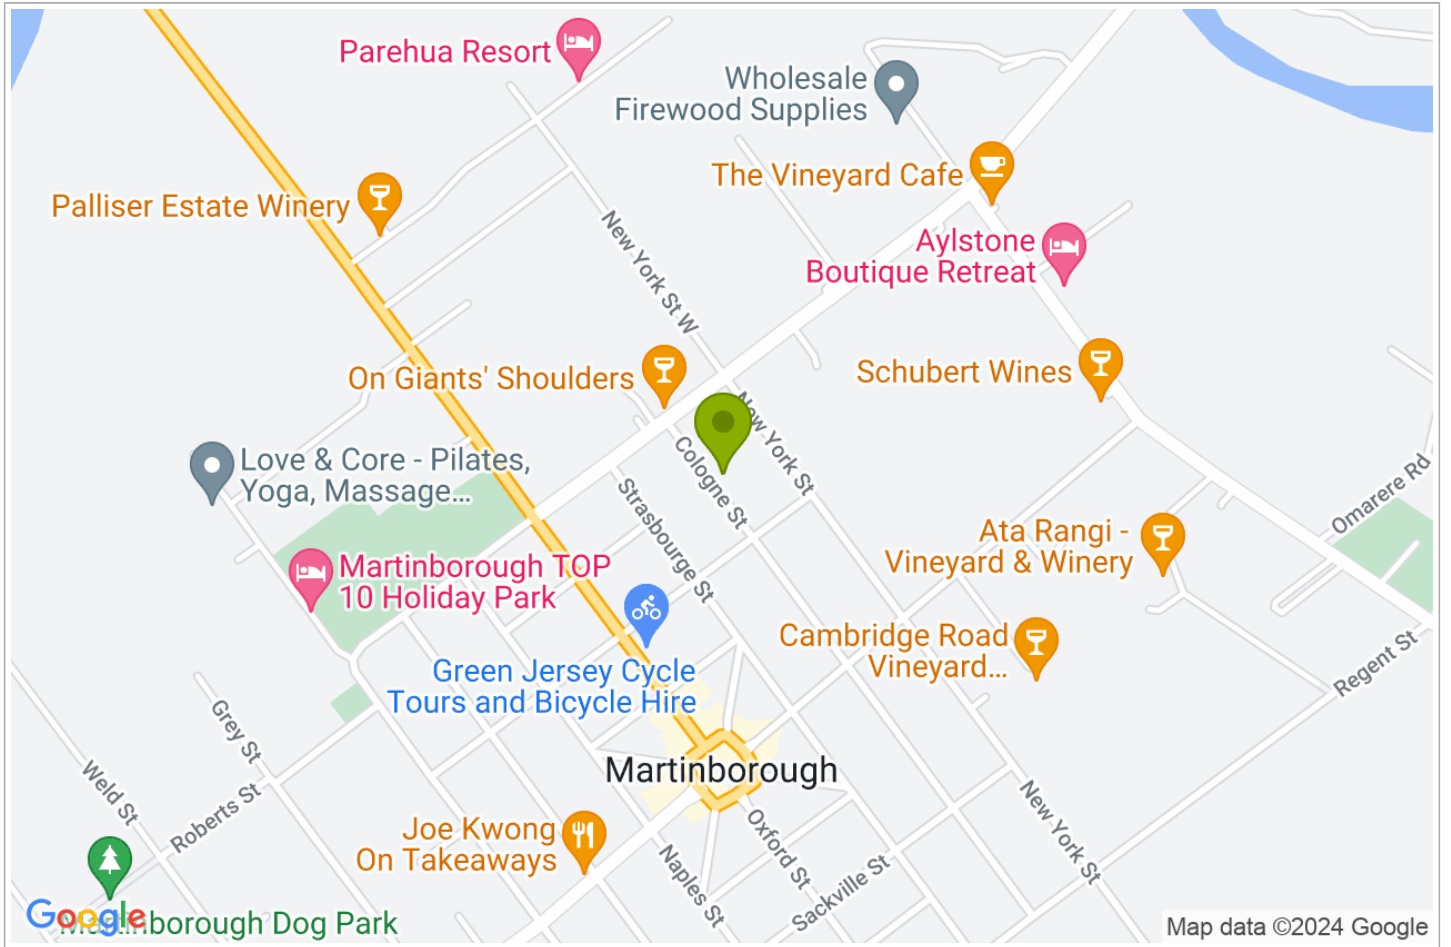 Parehua Resort
Wholesale
Firewood Supplies
The Vineyard Cafe
Palliser Estate Winery
New York St W
Aylstone
Boutique Retreat
On Giants' Shoulders
Schubert Wines
New York St
Cologne St
Love & Core - Pilates,
Yoga, Massage...
Strasbourge St
Omarere Rd
Ata Rangi -
Vineyard & Winery
Martinborough TOP
10 Holiday Park
Cambridge Road
Vineyard...
Green Jersey Cycle
Tours and Bicycle Hire
Regent St
Grey St
Martinborough
Weld St
Roberts St
Joe Kwong
On Takeaways
Oxford St
New York St
Naples St
Sackville St
Google
Martinborough Dog Park
Map data ©2024 Google